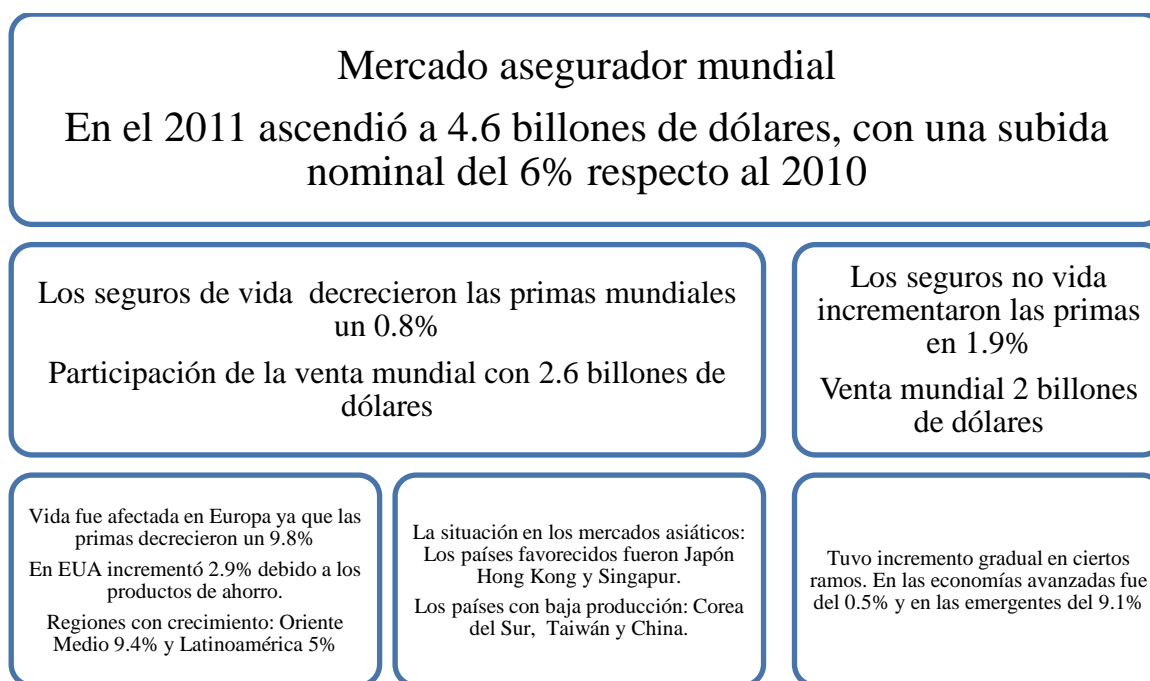 Mercado asegurador mundial
En el 2011 ascendió a 4.6 billones de dólares, con una subida
nominal del 6% respecto al 2010
Los seguros de vida decrecieron las primas mundiales
un 0.8%
Participación de la venta mundial con 2.6 billones de
dólares
Los seguros no vida
incrementaron las primas
en 1.9%
Venta mundial 2 billones
de dólares
Vida fue afectada en Europa ya que las
primas decrecieron un 9.8%
En EUA incrementó 2.9% debido a los
productos de ahorro.
Regiones con crecimiento: Oriente
Medio 9.4% y Latinoamérica 5%
La situación en los mercados asiáticos:
Los países favorecidos fueron Japón
Hong Kong y Singapur.
Los países con baja producción: Corea
del Sur, Taiwán y China.
Tuvo incremento gradual en ciertos
ramos. En las economías avanzadas fue
del 0.5% y en las emergentes del 9.1%